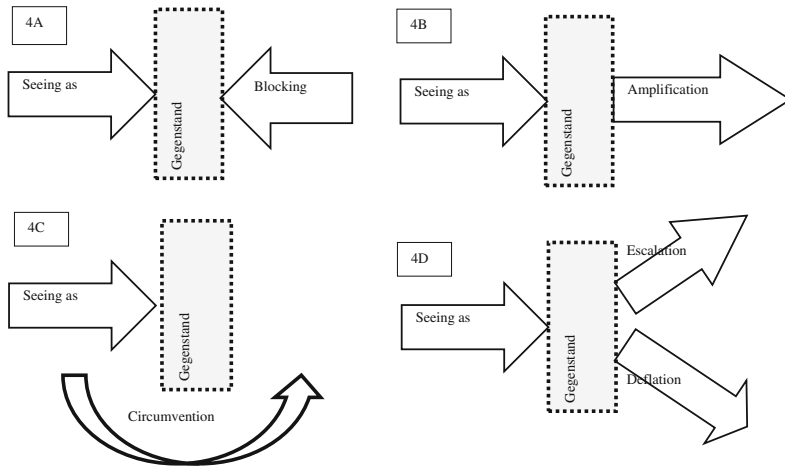 4A
Seeing as
Gegenstand
Blocking
4B
Seeing as
Gegenstand
Amplification
4C
Seeing as
Gegenstand
Circumvention
4D
Seeing as
Gegenstand
Escalation
Deflation